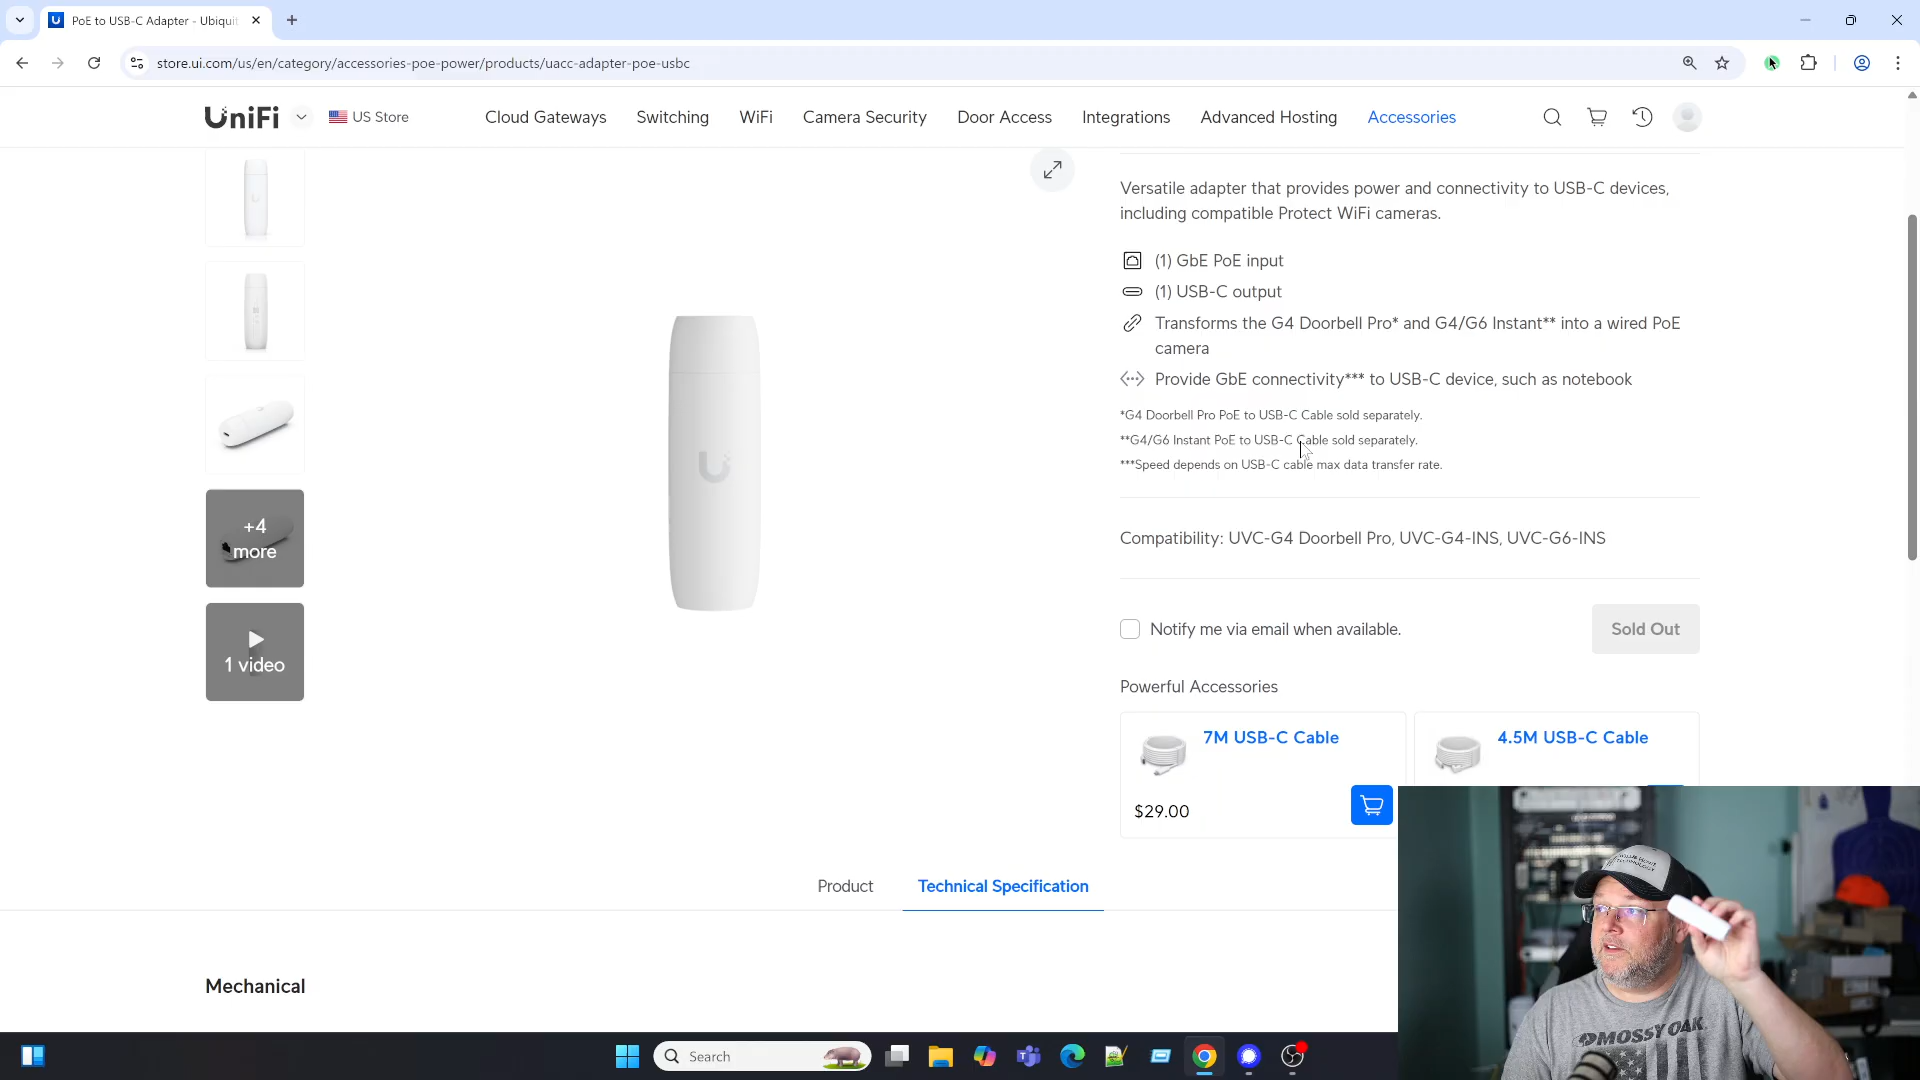 PoE to USB-C Adapter - Ubiquit
store.ui.com/us/en/category/accessories-poe-power/products/uacc-adapter-poe-usbc
UniFi
US Store
Cloud Gateways
Switching
WiFi
Camera Security
Door Access
Integrations
Advanced Hosting
Accessories
Versatile adapter that provides power and connectivity to USB-C devices,
including compatible Protect WiFi cameras.
(1) GbE PoE input
(1) USB-C output
Transforms the G4 Doorbell Pro* and G4/G6 Instant** into a wired PoE
camera
Provide GbE connectivity*** to USB-C device, such as notebook
*G4 Doorbell Pro PoE to USB-C Cable sold separately.
**G4/G6 Instant PoE to USB-C Cable sold separately.
***Speed depends on USB-C cable max data transfer rate.
+4
more
1 video
Compatibility: UVC-G4 Doorbell Pro, UVC-G4-INS, UVC-G6-INS
Notify me via email when available.
Sold Out
Powerful Accessories
7M USB-C Cable
$29.00
4.5M USB-C Cable
Product
Technical Specification
Mechanical
MOSSY OAK
Search